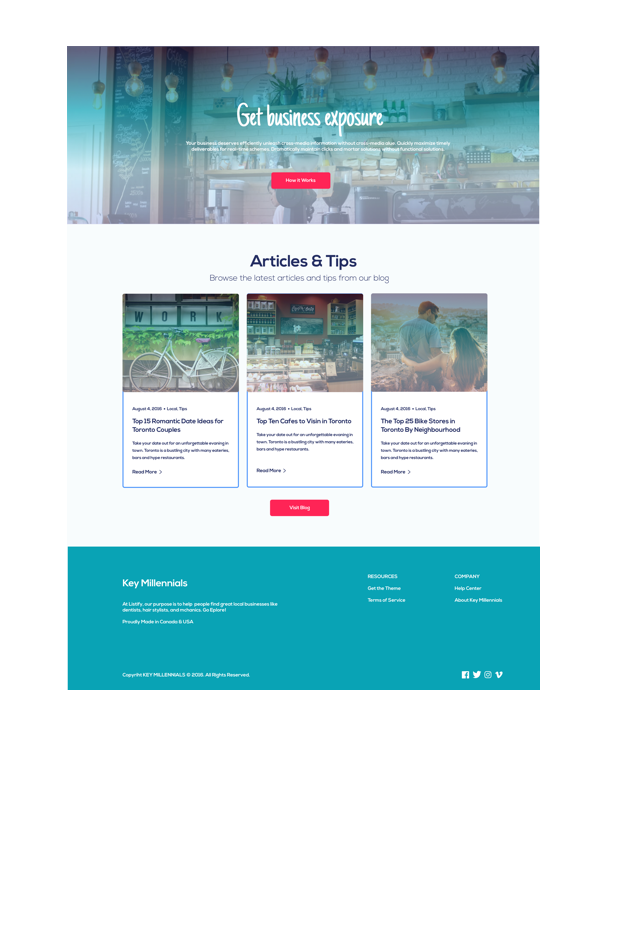 Get business exposure
Your business deserves efficiently unleash cross-media information without cross-media value. Quickly maximise timely
deliverables for real-time schemas. Dramatically maintain clicks and mortar solutions without functional solutions.
How it Works
Articles & Tips
Browse the latest articles and tips from our blog
WORK
August 4, 2016 • Local, Tips
Top 15 Romantic Date Ideas for
Toronto Couples
Take your date out for an unforgettable evening in
town. Toronto is a bustling city with many eateries,
bars and hype restaurants.
Read More >
August 4, 2016 • Local, Tips
Top Ten Cafes to Visin in Toronto
Take your date out for an unforgettable evening in
town. Toronto is a bustling city with many eateries,
bars and hype restaurants.
Read More >
August 4, 2016 • Local, Tips
The Top 25 Bike Stores in
Toronto By Neighbourhood
Take your date out for an unforgettable evening in
town. Toronto is a bustling city with many eateries,
bars and hype restaurants.
Read More >
Visit Blog
Key Millennials
At Listify, our purpose is to help people find great local businesses like
dentists, hair stylists, and mchanics. Go Eplore!
Proudly Made in Canada & USA
RESOURCES
Get the Theme
Terms of Service
COMPANY
Help Center
About Key Millennials
Copyriht KEY MILLENNIALS © 2016. All Rights Reserved.